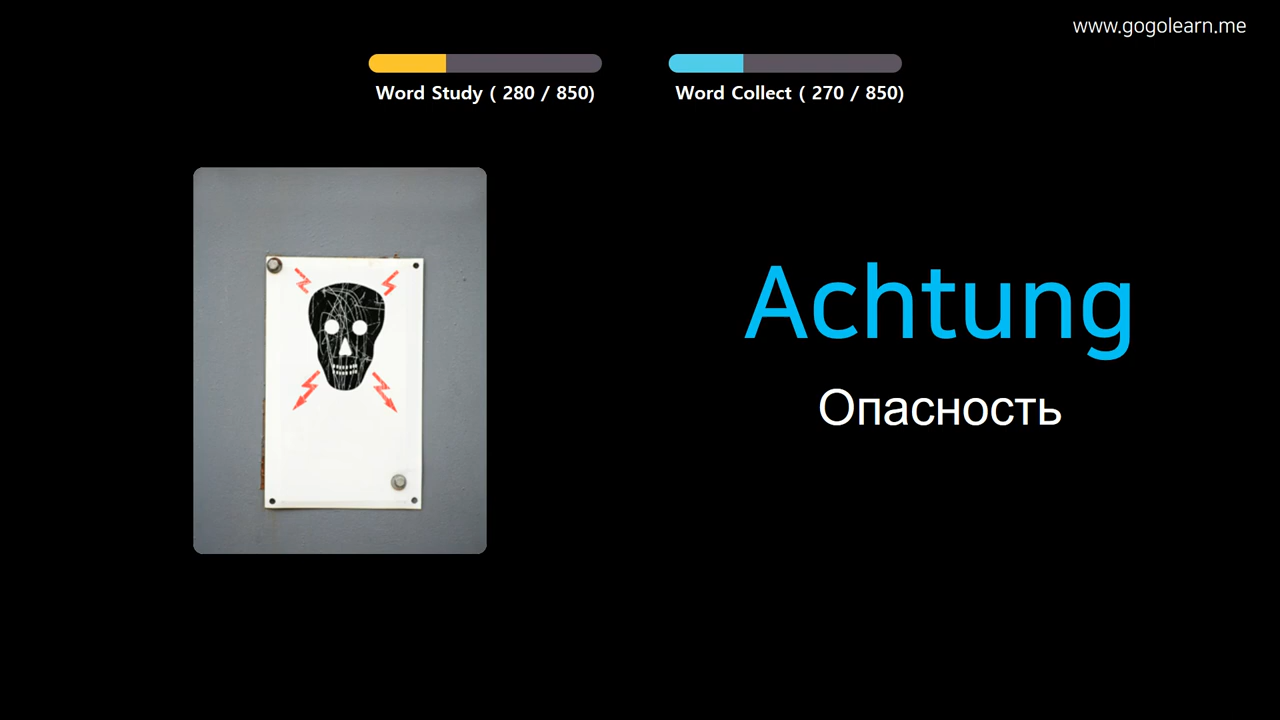 www.gogolearn.me
Word Study ( 280 / 850)
Word Collect ( 270 / 850)
Achtung
Опасность